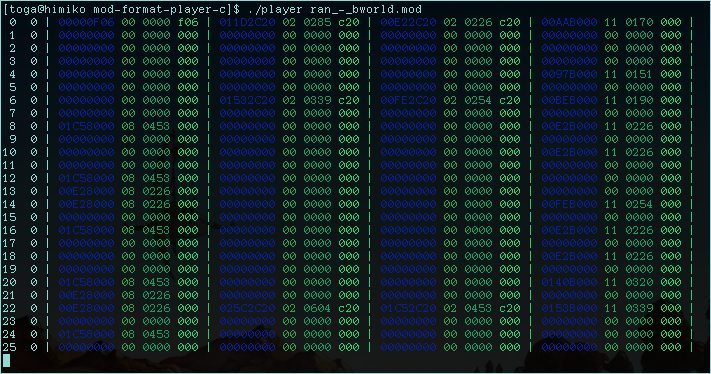 [toga@himiko mod-format-player-c]$ ./player ran_-_bworld.mod
0 0 | 00000F06 00 0000 f06 | 011D2C20 02 0285 c20 | 00E22C20 02 0226 c20 | 00AAB000 11 0170 000 |
1 0 | 00000000 00 0000 000 | 00000000 00 0000 000 | 00000000 00 0000 000 | 00000000 00 0000 000 |
2 0 | 00000000 00 0000 000 | 00000000 00 0000 000 | 00000000 00 0000 000 | 00000000 00 0000 000 |
3 0 | 00000000 00 0000 000 | 00000000 00 0000 000 | 00000000 00 0000 000 | 00000000 00 0000 000 |
4 0 | 00000000 00 0000 000 | 00000000 00 0000 000 | 00000000 00 0000 000 | 0097B000 11 0151 000 |
5 0 | 00000000 00 0000 000 | 00000000 00 0000 000 | 00000000 00 0000 000 | 00000000 00 0000 000 |
6 0 | 00000000 00 0000 000 | 01532C20 02 0339 c20 | 00FE2C20 02 0254 c20 | 00BEB000 11 0190 000 |
7 0 | 00000000 00 0000 000 | 00000000 00 0000 000 | 00000000 00 0000 000 | 00000000 00 0000 000 |
8 0 | 01C58000 08 0453 000 | 00000000 00 0000 000 | 00000000 00 0000 000 | 00E2B000 11 0226 000 |
9 0 | 00000000 00 0000 000 | 00000000 00 0000 000 | 00000000 00 0000 000 | 00000000 00 0000 000 |
10 0 | 00000000 00 0000 000 | 00000000 00 0000 000 | 00000000 00 0000 000 | 00E2B000 11 0226 000 |
11 0 | 00000000 00 0000 000 | 00000000 00 0000 000 | 00000000 00 0000 000 | 00000000 00 0000 000 |
12 0 | 01C58000 08 0453 000 | 00000000 00 0000 000 | 00000000 00 0000 000 | 00000000 00 0000 000 |
13 0 | 00E28000 08 0226 000 | 00000000 00 0000 000 | 00000000 00 0000 000 | 00000000 00 0000 000 |
14 0 | 00E28000 08 0226 000 | 00000000 00 0000 000 | 00000000 00 0000 000 | 00FEB000 11 0254 000 |
15 0 | 00000000 00 0000 000 | 00000000 00 0000 000 | 00000000 00 0000 000 | 00000000 00 0000 000 |
16 0 | 01C58000 08 0453 000 | 00000000 00 0000 000 | 00000000 00 0000 000 | 00E2B000 11 0226 000 |
17 0 | 00000000 00 0000 000 | 00000000 00 0000 000 | 00000000 00 0000 000 | 00000000 00 0000 000 |
18 0 | 00000000 00 0000 000 | 00000000 00 0000 000 | 00000000 00 0000 000 | 00E2B000 11 0226 000 |
19 0 | 00000000 00 0000 000 | 00000000 00 0000 000 | 00000000 00 0000 000 | 00000000 00 0000 000 |
20 0 | 01C58000 08 0453 000 | 00000000 00 0000 000 | 00000000 00 0000 000 | 0140B000 11 0320 000 |
21 0 | 00E28000 08 0226 000 | 00000000 00 0000 000 | 00000000 00 0000 000 | 00000000 00 0000 000 |
22 0 | 00E28000 08 0226 000 | 025C2C20 02 0604 c20 | 01C52C20 02 0453 c20 | 0153B000 11 0339 000 |
23 0 | 00000000 00 0000 000 | 00000000 00 0000 000 | 00000000 00 0000 000 | 00000000 00 0000 000 |
24 0 | 01C58000 08 0453 000 | 00000000 00 0000 000 | 00000000 00 0000 000 | 00000000 00 0000 000 |
25 0 | 00000000 00 0000 000 | 00000000 00 0000 000 | 00000000 00 0000 000 | 00000000 00 0000 000 |